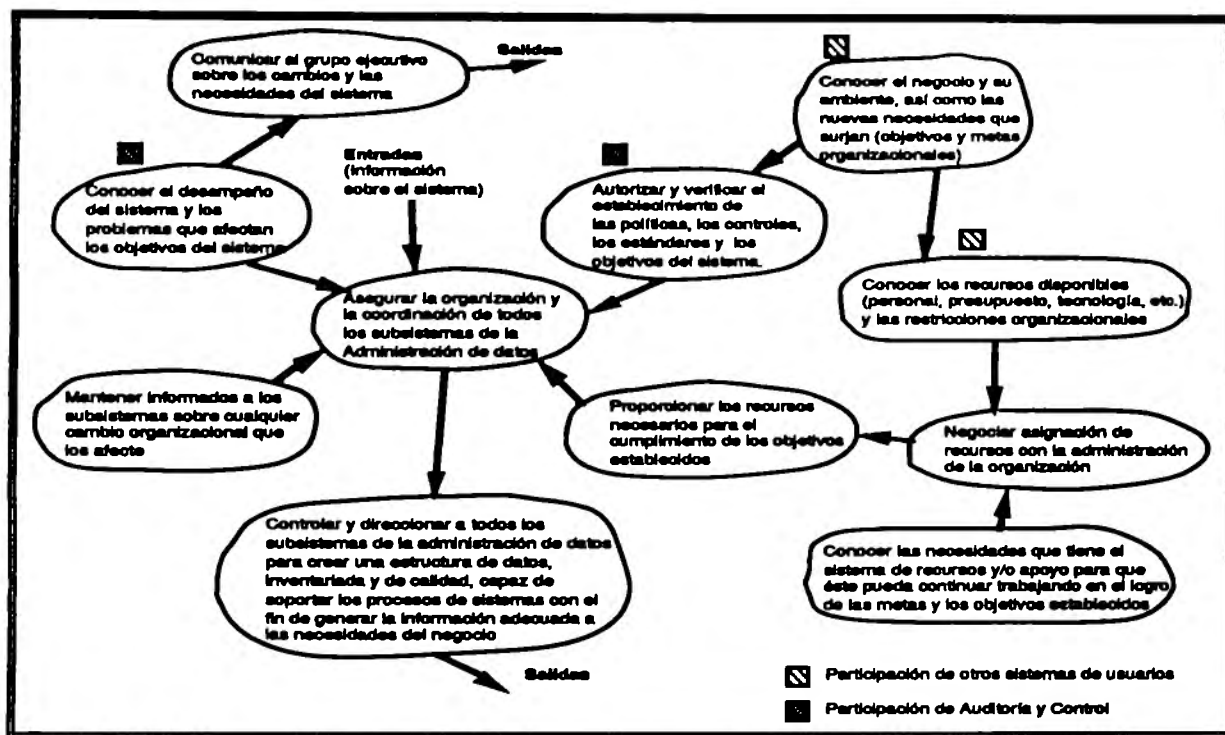 Comunicar al grupo ejecutivo
sobre los cambios y las
necesidades del sistema
Salidas
Conocer el negocio y su
ambiente, así como las
nuevas necesidades que
surjan (objetivos y metas
organizacionales)
Conocer el desempeño
del sistema y los
problemas que afectan
los objetivos del sistema
Entradas
(información
sobre el sistema)
Autorizar y verificar el
establecimiento de
las políticas, los controles,
los estándares y los
objetivos del sistema.
Conocer los recursos disponibles
(personal, presupuesto, tecnología, etc.)
y las restricciones organizacionales
Asegurar la organización y
la coordinación de todos
los subsistemas de la
Administración de datos
Mantener informados a los
subsistemas sobre cualquier
cambio organizacional que
los afecte
Proporcionar los recursos
necesarios para el
cumplimiento de los objetivos
establecidos
Negociar asignación de
recursos con la administración
de la organización
Controlar y direccionar a todos los
subsistemas de la administración de datos
para crear una estructura de datos,
inventariada y de calidad, capaz de
soportar los procesos de sistemas con el
fin de generar la información adecuada a
las necesidades del negocio
Salidas
Conocer las necesidades que tiene el
sistema de recursos y/o apoyo para que
éste pueda continuar trabajando en el logro
de las metas y los objetivos establecidos
Participación de otros sistemas de usuarios
Participación de Auditoría y Control